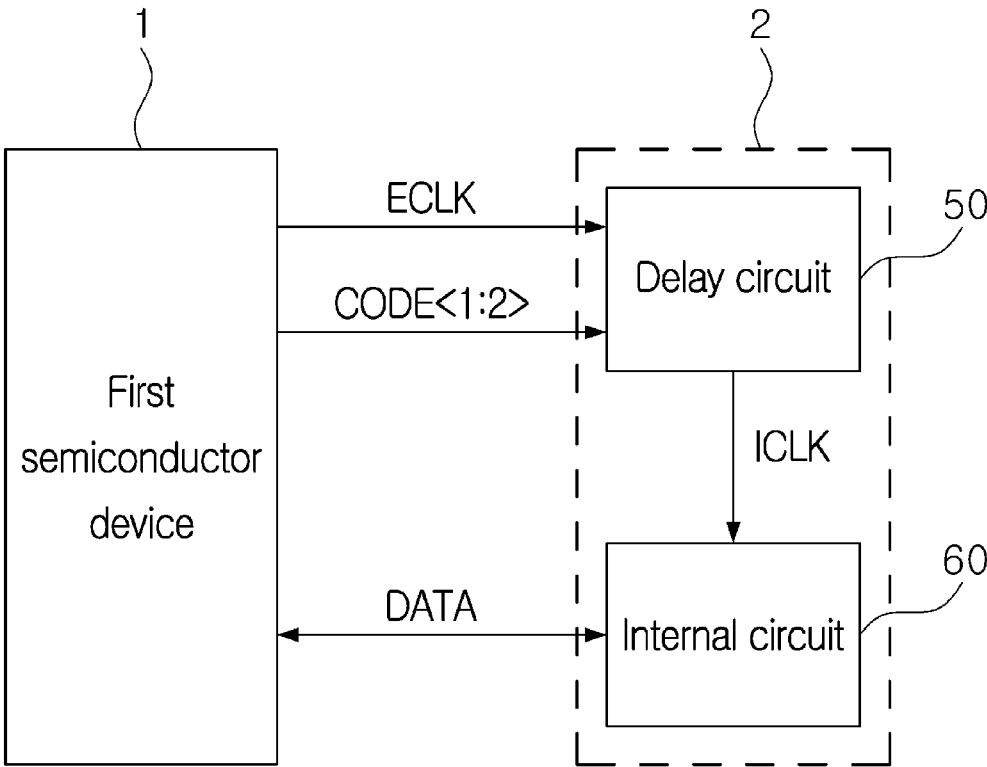 1
2
ECLK
50
Delay circuit
CODE<1:2>
First
semiconductor
device
ICLK
60
DATA
Internal circuit